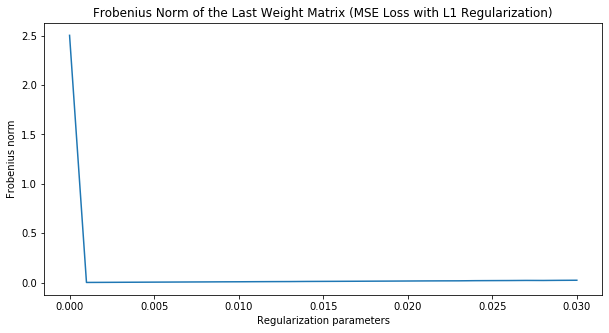 Frobenius Norm of the Last Weight Matrix (MSE Loss with L1 Regularization)
Frobenius norm
2.5
2.0
1.5
1.0
0.5
0.0
0.000 0.005 0.010 0.015 0.020 0.025 0.030
Regularization parameters